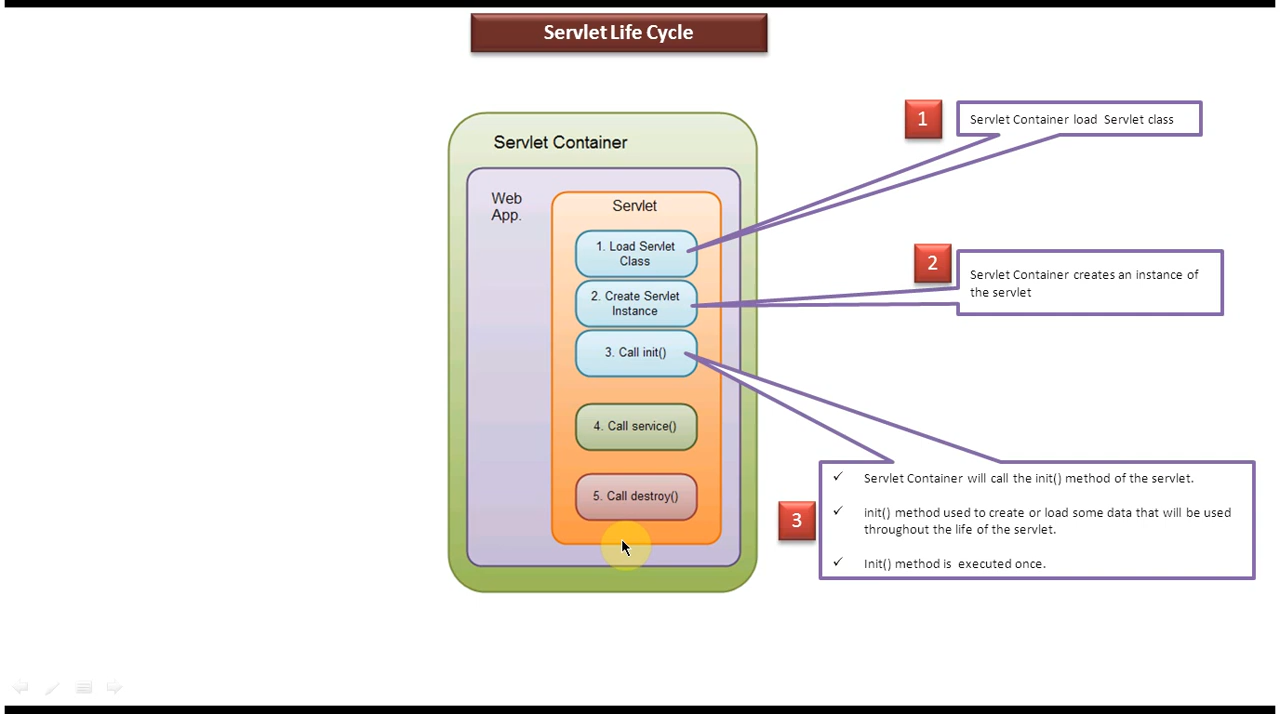 Servlet Life Cycle
Servlet Container
Web
App.
Servlet
1. Load Servlet
Class
2. Create Servlet
Instance
3. Call init()
4. Call service()
5. Call destroy()
1
Servlet Container load Servlet class
2
Servlet Container creates an instance of
the servlet
3
✓ Servlet Container will call the init() method of the servlet.
✓ init() method used to create or load some data that will be used
throughout the life of the servlet.
✓ Init() method is executed once.